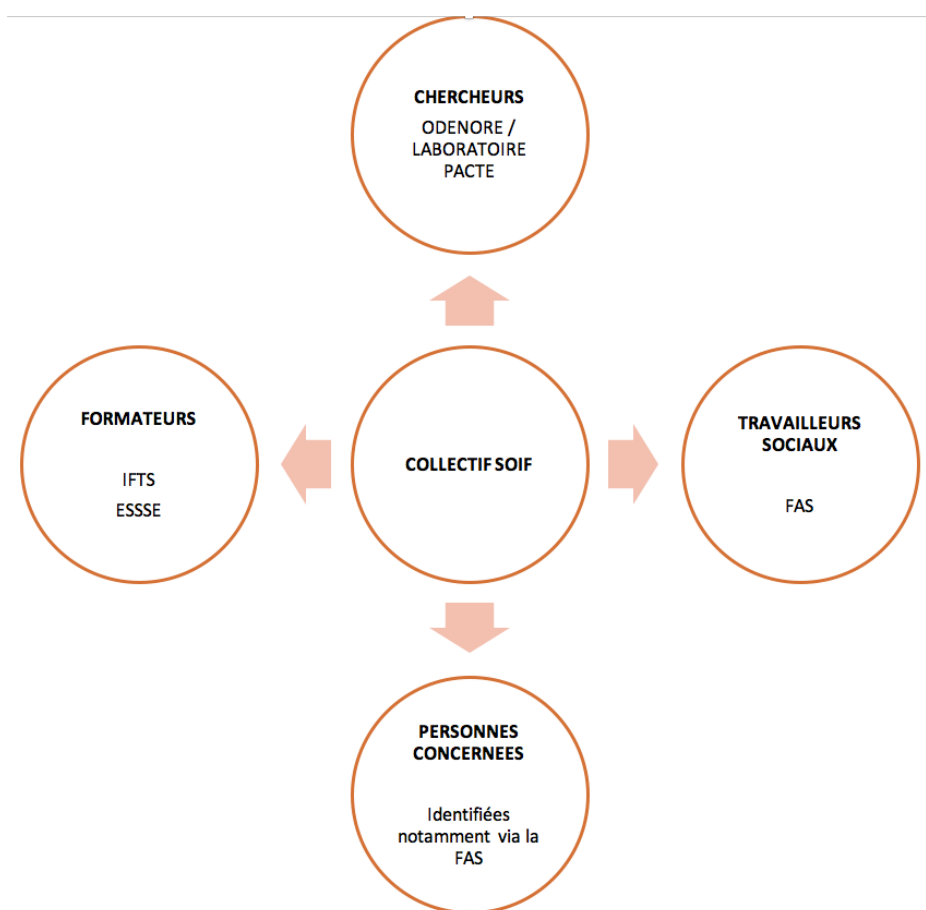 CHERCHEURS
ODENORE /
LABORATOIRE
PACTE
FORMATEURS
IFTS
ESSSE
COLLECTIF SOIF
TRAVAILLEURS
SOCIAUX
FAS
PERSONNES
CONCERNEES
Identifiées
notamment via la
FAS